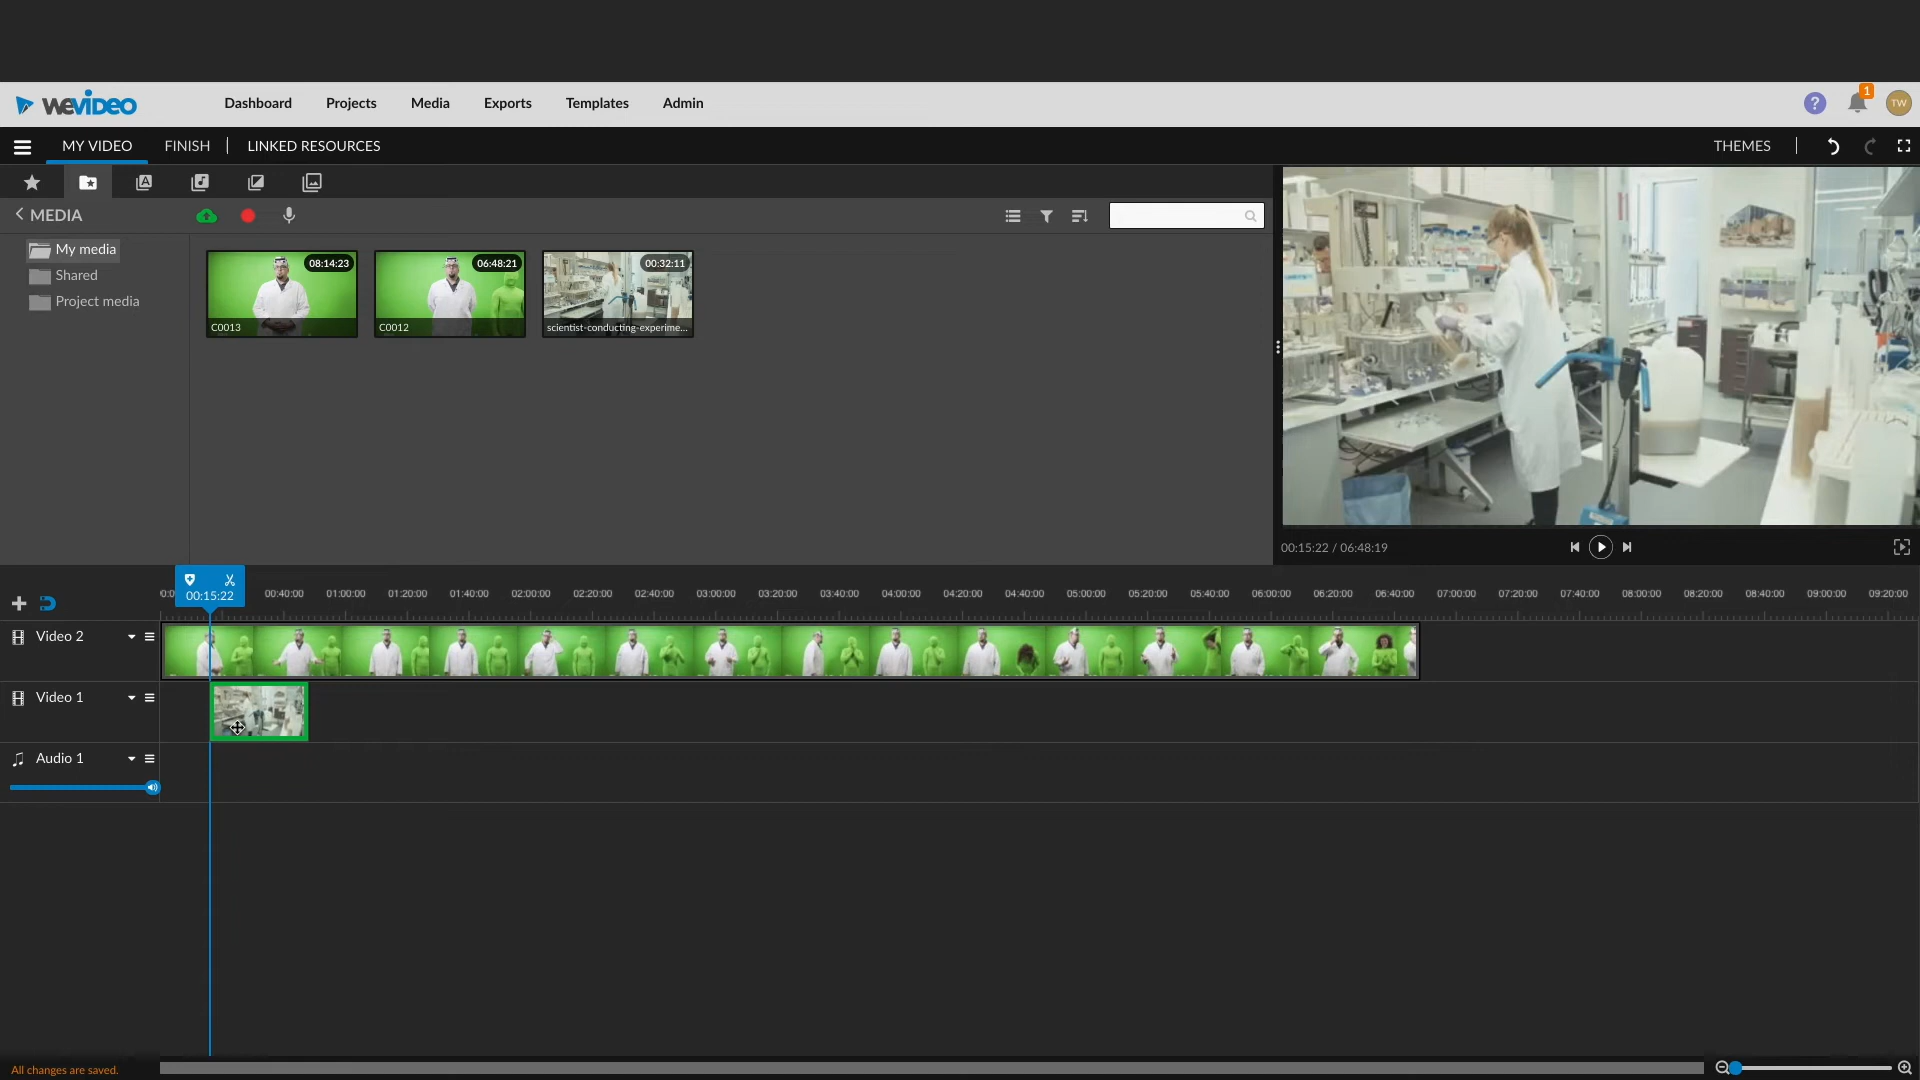 WEVIDEO
Dashboard Projects Media Exports Templates Admin
? 1 TW
MY VIDEO FINISH LINKED RESOURCES THEMES
MEDIA
My media
Shared
Project media
08:14:23 06:48:21 00:32:11
C0013 C0012 scientist-conducting-experime...
00:15:22 / 06:48:19
00:15:22
0:0 00:40:00 01:00:00 01:20:00 01:40:00 02:00:00 02:20:00 02:40:00 03:00:00 03:20:00 03:40:00 04:00:00 04:20:00 04:40:00 05:00:00 05:20:00 05:40:00 06:00:00 06:20:00 06:40:00 07:00:00 07:20:00 07:40:00 08:00:00 08:20:00 08:40:00 09:00:00 09:20:00
Video 2
Video 1
Audio 1
All changes are saved.